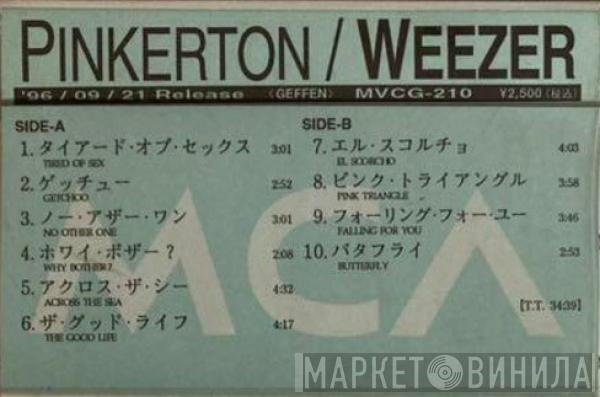 PINKERTON / WEEZER
'96 / 09 / 21 Release 〈GEFFEN〉 MVCG-210 ¥2,500 (税込)
SIDE-A
1. タイアード・オブ・セックス 3:01
TIRED OF SEX
2. ゲッチュー 2:52
GETCHOO
3. ノー・アザー・ワン 3:01
NO OTHER ONE
4. ホワイ・ボザー? 2:08
WHY BOTHER?
5. アクロス・ザ・シー 4:32
ACROSS THE SEA
6. ザ・グッド・ライフ 4:17
THE GOOD LIFE
SIDE-B
7. エル・スコルチョ 4:03
EL SCORCHO
8. ピンク・トライアングル 3:58
PINK TRIANGLE
9. フォーリング・フォー・ユー 3:46
FALLING FOR YOU
10. バタフライ 2:53
BUTTERFLY
[T.T. 34:39]
MCA
МАРКЕТ ВИНИЛА